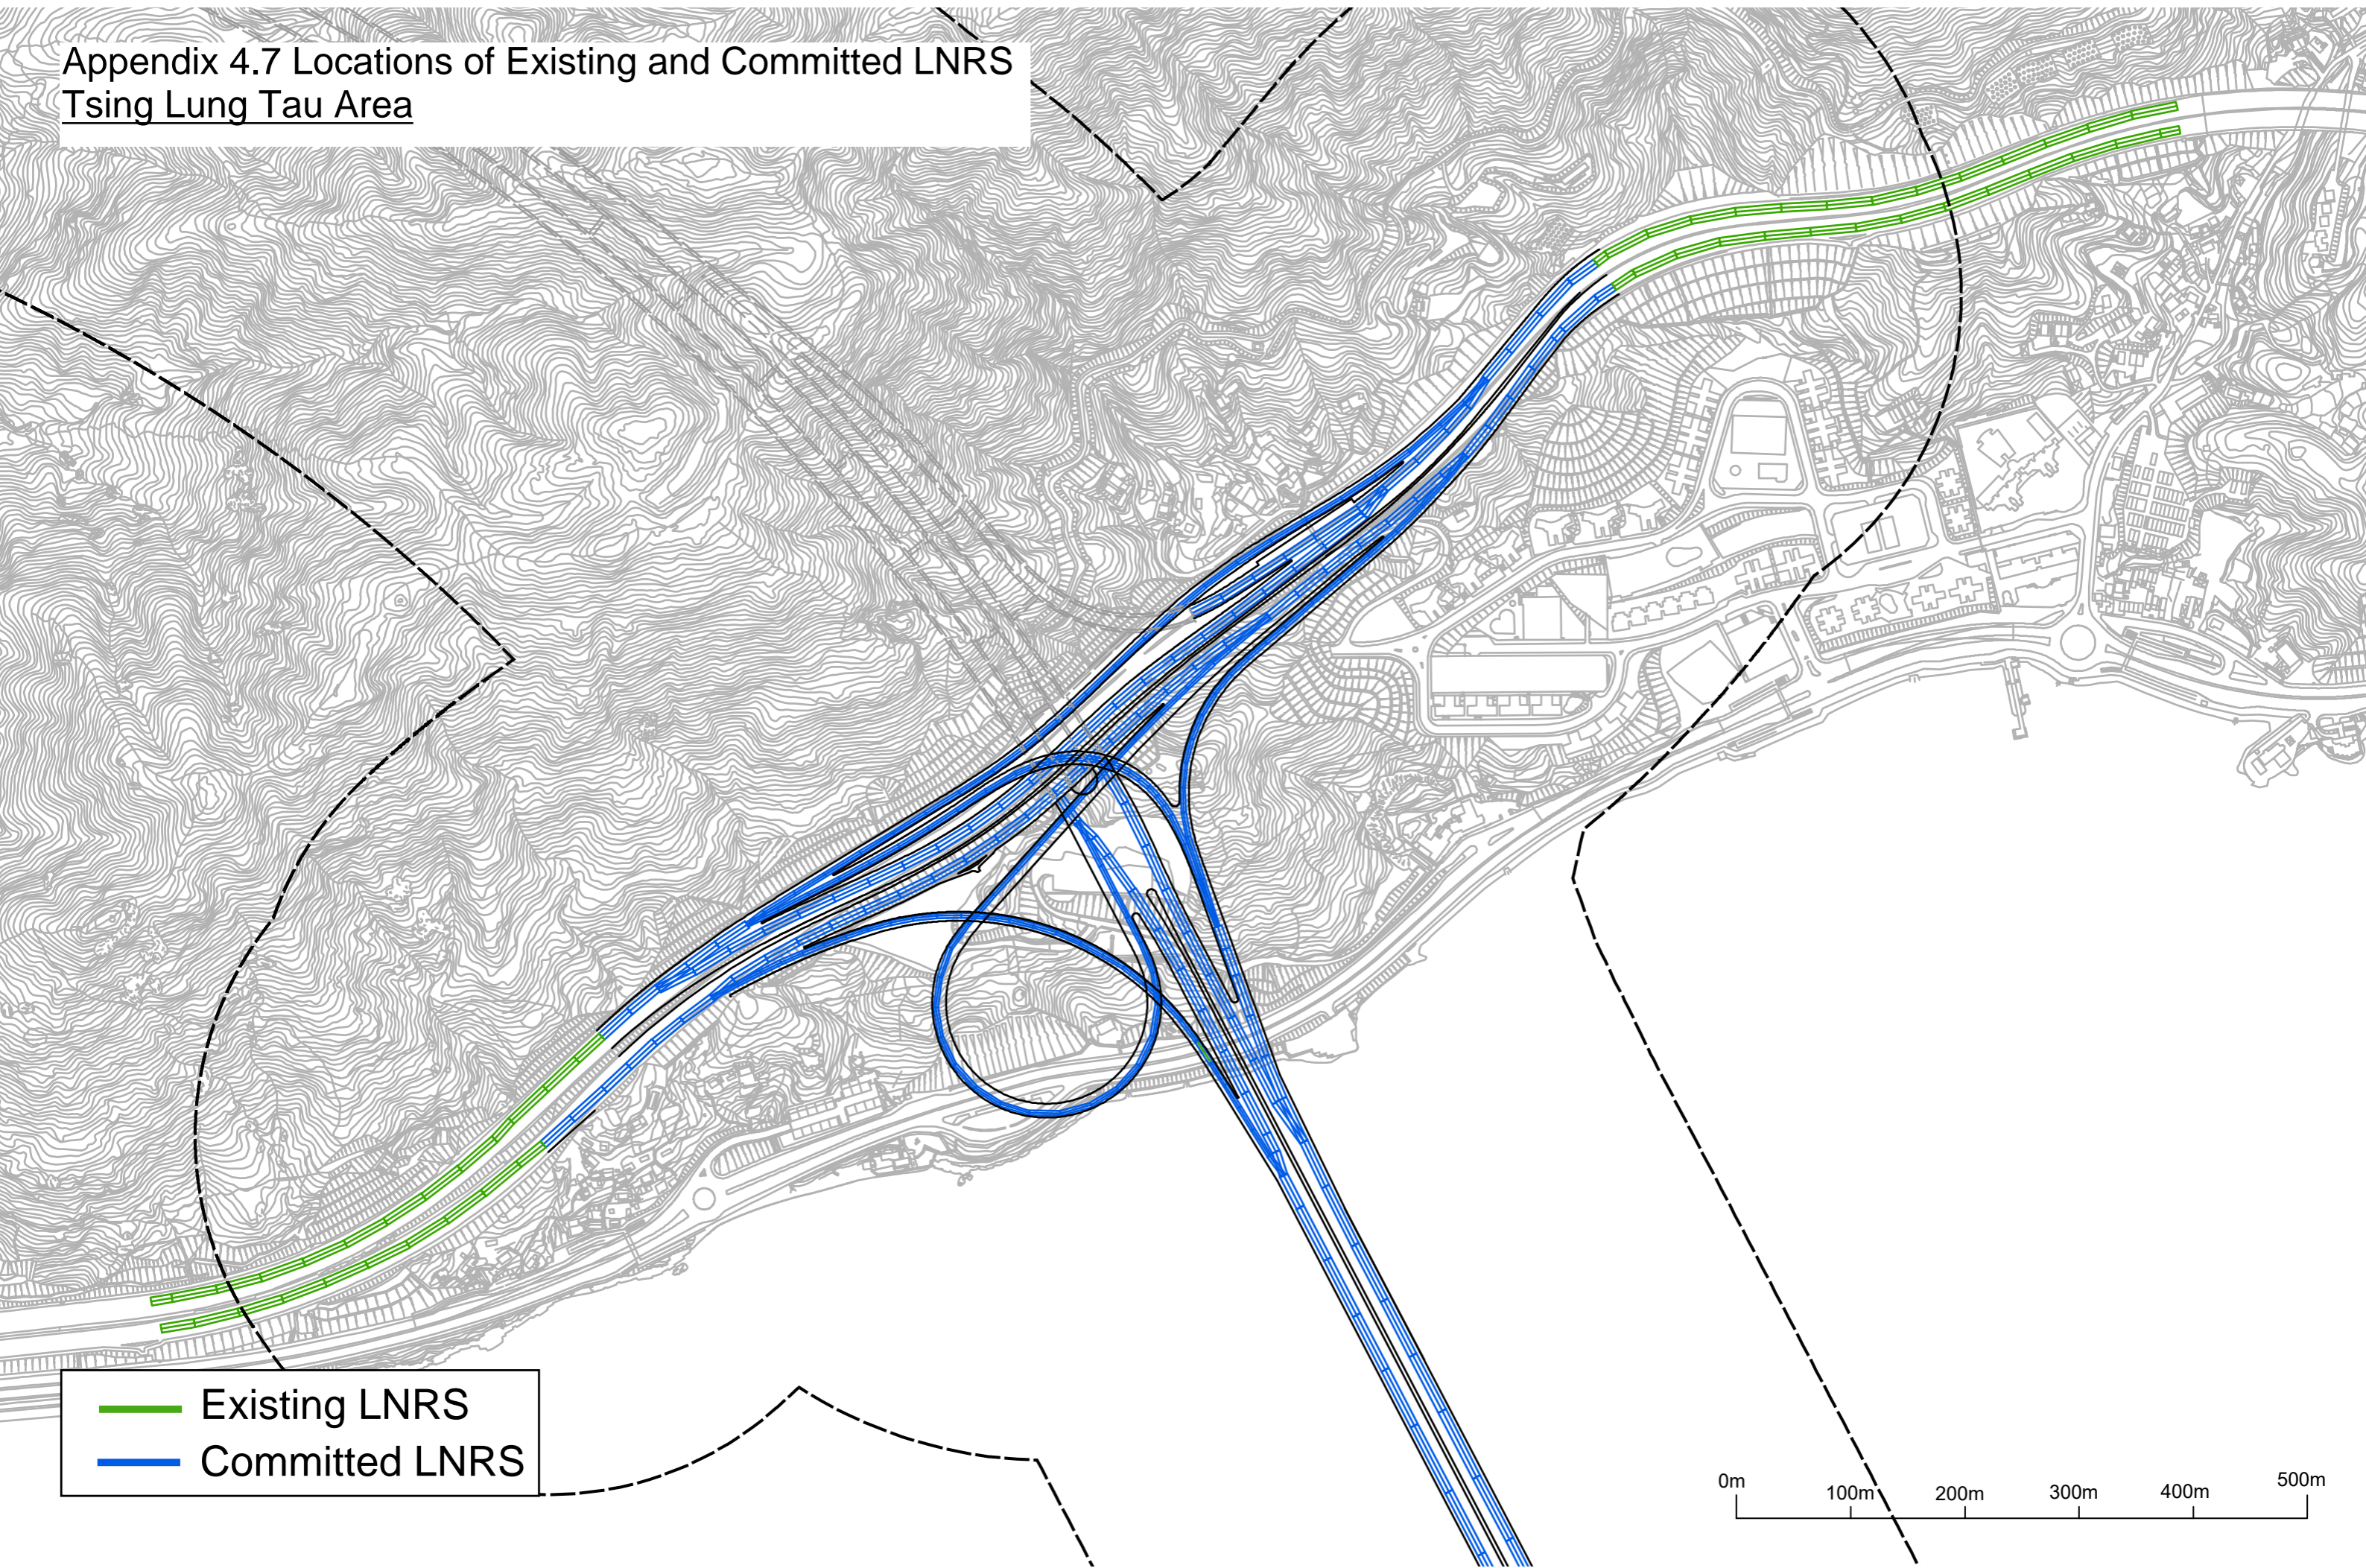 Appendix 4.7 Locations of Existing and Committed LNRS
Tsing Lung Tau Area
Existing LNRS
Committed LNRS
0m
100m
200m
300m
400m
500m